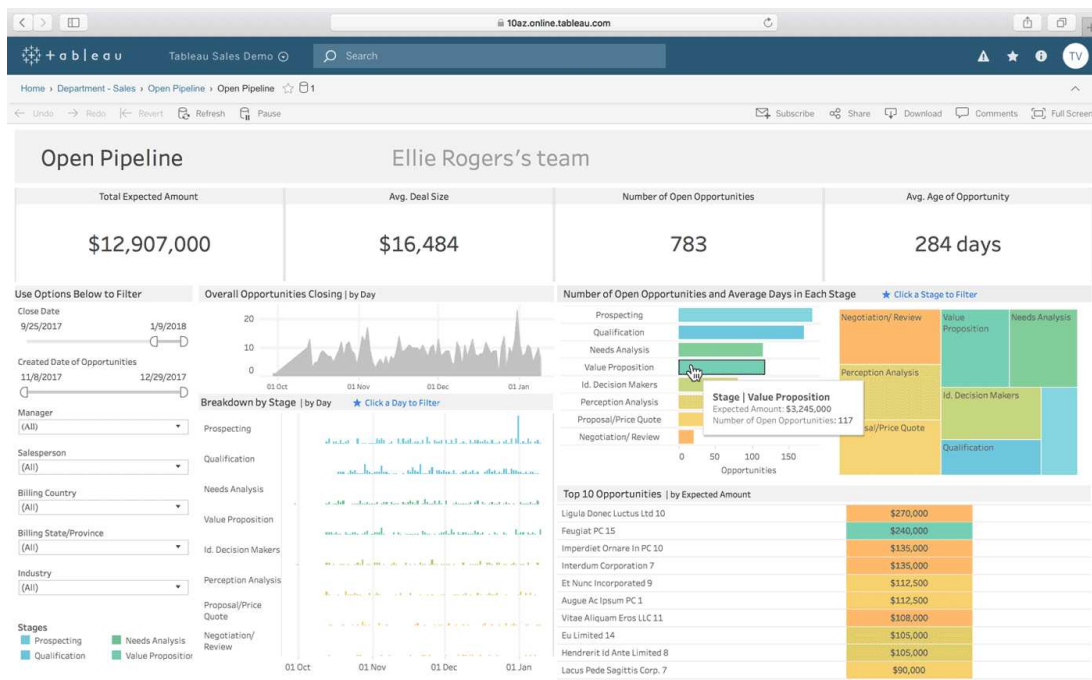 10az.online.tableau.com
+ a b | e a u
Tableau Sales Demo
Search
TV
Home › Department - Sales › Open Pipeline › Open Pipeline 1
← Undo → Redo Revert Refresh Pause
Subscribe Share Download Comments Full Screen
Open Pipeline
Ellie Rogers's team
Total Expected Amount
Avg. Deal Size
Number of Open Opportunities
Avg. Age of Opportunity
$12,907,000
$16,484
783
284 days
Use Options Below to Filter
Close Date
9/25/2017 1/9/2018
Created Date of Opportunities
11/8/2017 12/29/2017
Manager
(All)
Salesperson
(All)
Billing Country
(All)
Billing State/Province
(All)
Industry
(All)
Stages
Prospecting
Needs Analysis
Qualification
Value Proposition
Overall Opportunities Closing | by Day
20
10
0
01 Oct 01 Nov 01 Dec 01 Jan
Breakdown by Stage | by Day ★ Click a Day to Filter
Prospecting
Qualification
Needs Analysis
Value Proposition
Id. Decision Makers
Perception Analysis
Proposal/Price
Quote
Negotiation/
Review
01 Oct 01 Nov 01 Dec 01 Jan
Number of Open Opportunities and Average Days in Each Stage ★ Click a Stage to Filter
Prospecting
Qualification
Needs Analysis
Value Proposition
Id. Decision Makers
Perception Analysis
Proposal/Price Quote
Negotiation/ Review
0 50 100 150
Opportunities
Stage | Value Proposition
Expected Amount: $3,245,000
Number of Open Opportunities: 117
Negotiation/ Review
Value
Proposition
Needs Analysis
Perception Analysis
Id. Decision Makers
sal/Price Quote
Qualification
Top 10 Opportunities | by Expected Amount
Ligula Donec Luctus Ltd 10 $270,000
Feugiat PC 15 $240,000
Imperdiet Ornare In PC 10 $135,000
Interdum Corporation 7 $135,000
Et Nunc Incorporated 9 $112,500
Augue Ac Ipsum PC 1 $112,500
Vitae Aliquam Eros LLC 11 $108,000
Eu Limited 14 $105,000
Hendrerit Id Ante Limited 8 $105,000
Lacus Pede Sagittis Corp. 7 $90,000